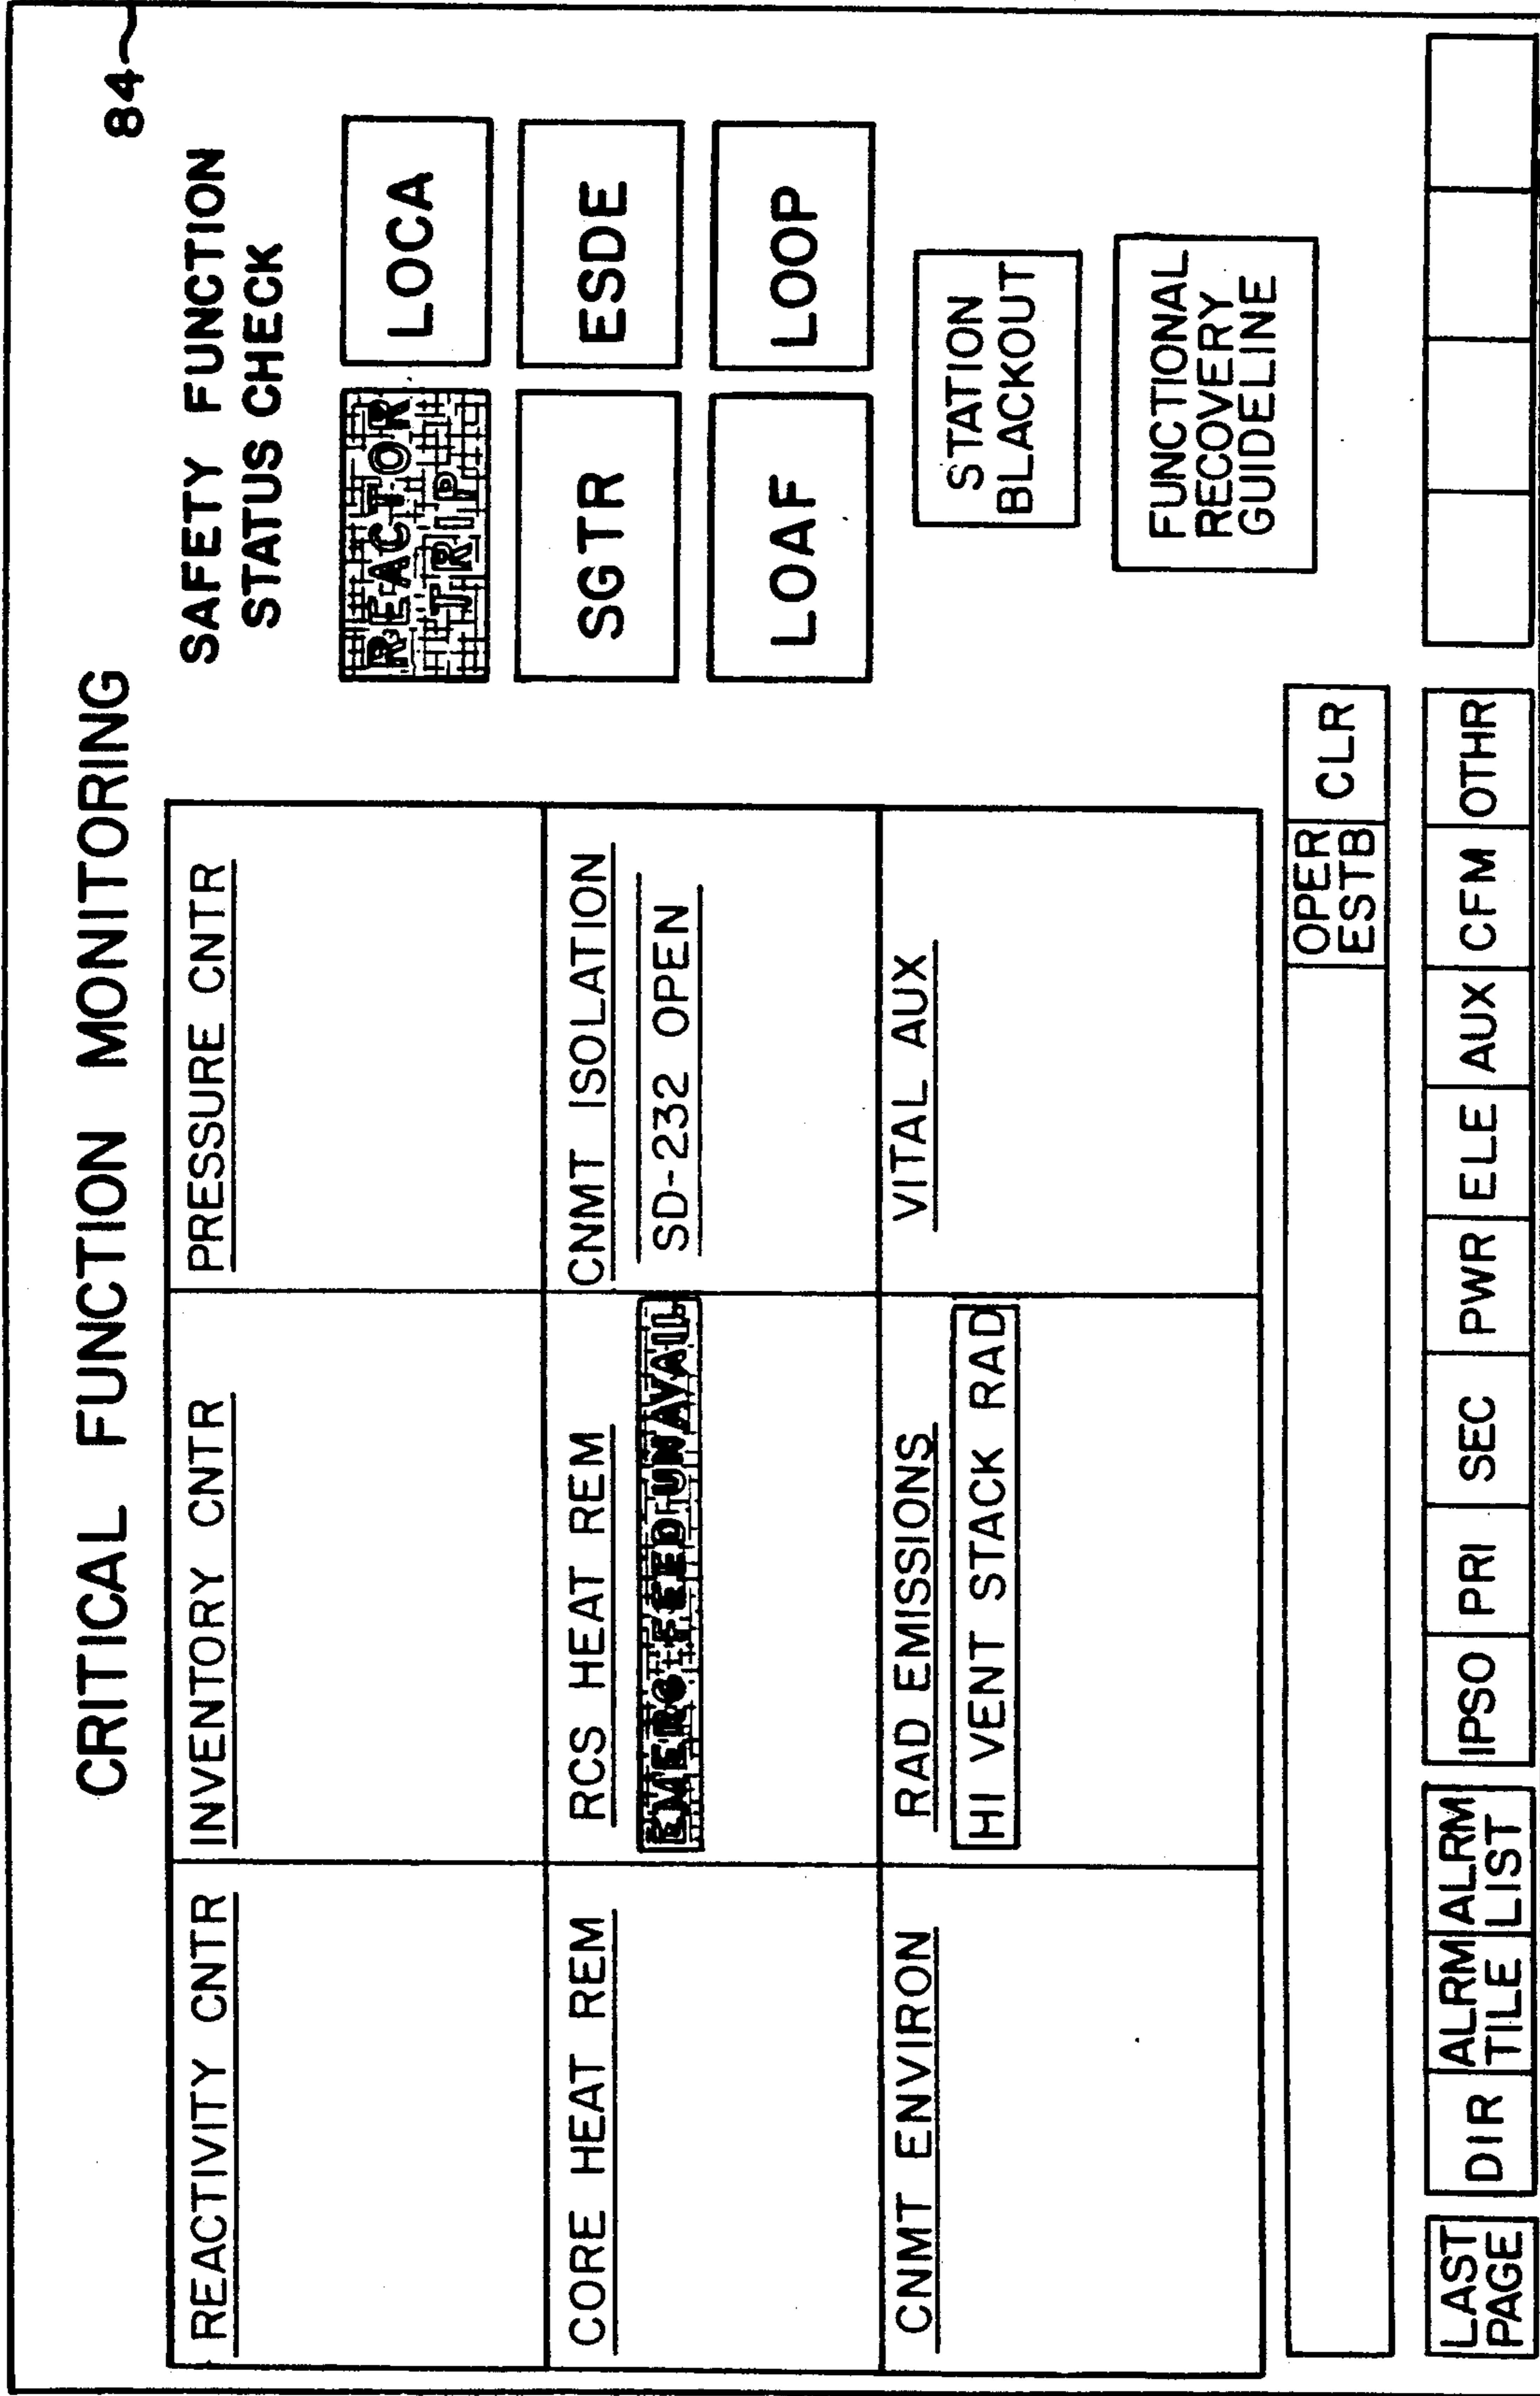 84
CRITICAL FUNCTION MONITORING
SAFETY FUNCTION
STATUS CHECK
REACTIVITY CNTR
INVENTORY CNTR
PRESSURE CNTR
CORE HEAT REM
RCS HEAT REM
EMERG FEED UNAVAIL
CNMT ISOLATION
SD-232 OPEN
CNMT ENVIRON
RAD EMISSIONS
HI VENT STACK RAD
VITAL AUX
REACTOR
TRIP
LOCA
SGTR
ESDE
LOAF
LOOP
STATION
BLACKOUT
FUNCTIONAL
RECOVERY
GUIDELINE
OPER
ESTB
CLR
LAST
PAGE
DIR
ALRM
TILE
ALRM
LIST
IPSO
PRI
SEC
PWR
ELE
AUX
CFM
OTHR